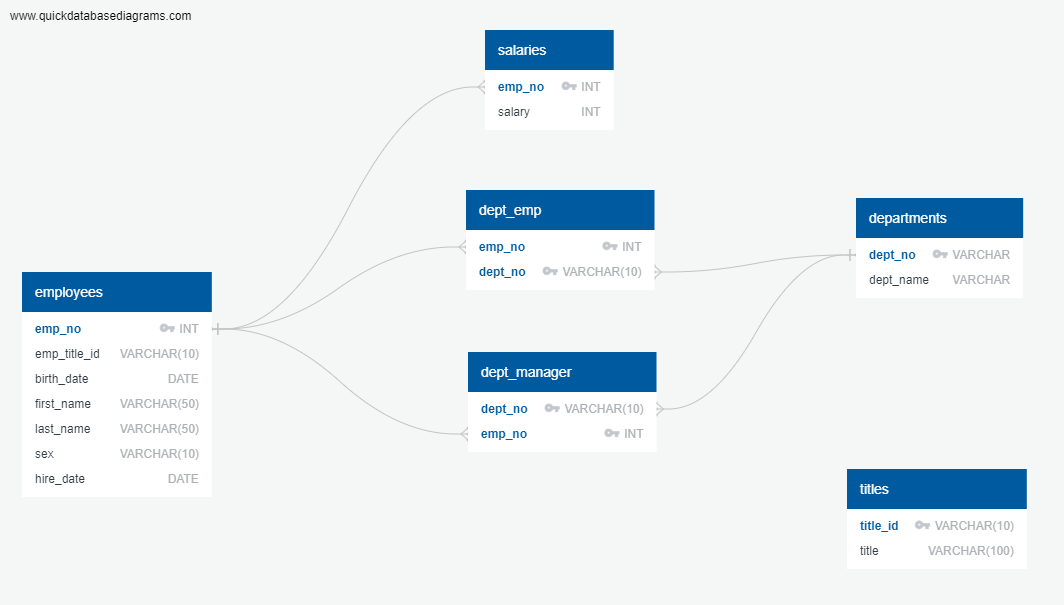 www.quickdatabasediagrams.com
salaries
emp_no INT
salary INT
dept_emp
emp_no INT
dept_no VARCHAR(10)
departments
dept_no VARCHAR
dept_name VARCHAR
employees
emp_no INT
emp_title_id VARCHAR(10)
birth_date DATE
first_name VARCHAR(50)
last_name VARCHAR(50)
sex VARCHAR(10)
hire_date DATE
dept_manager
dept_no VARCHAR(10)
emp_no INT
titles
title_id VARCHAR(10)
title VARCHAR(100)